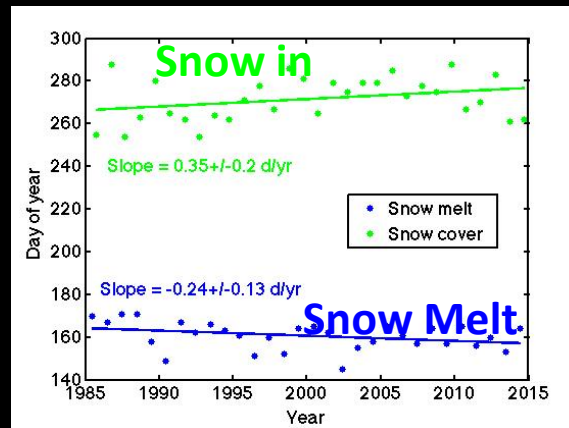 Snow in
300
280
260
240
220
200
180
160
140
Day of year
Slope = 0.35+/-0.2 d/yr
Snow melt
Snow cover
Slope = -0.24+/-0.13 d/yr
Snow Melt
1985
1990
1995
2000
2005
2010
2015
Year